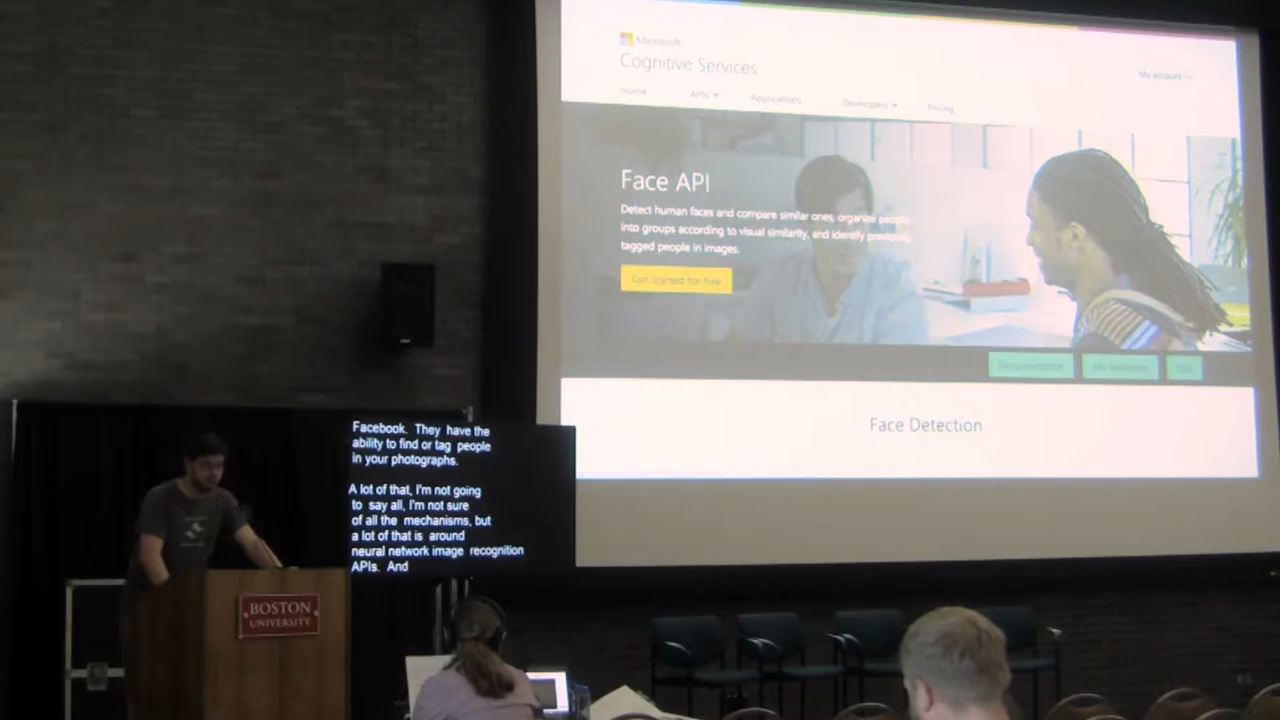 Microsoft
Cognitive Services
My account
Home
APIs
Applications
Developers
Pricing
Face API
Detect human faces and compare similar ones, organize people
into groups according to visual similarity, and identify previously
tagged people in images.
Get started for free
Documentation
API Reference
Face Detection
Facebook. They have the
ability to find or tag people
in your photographs.
A lot of that, I'm not going
to say all, I'm not sure
of all the mechanisms, but
a lot of that is around
neural network image recognition
APIs. And
BOSTON
UNIVERSITY